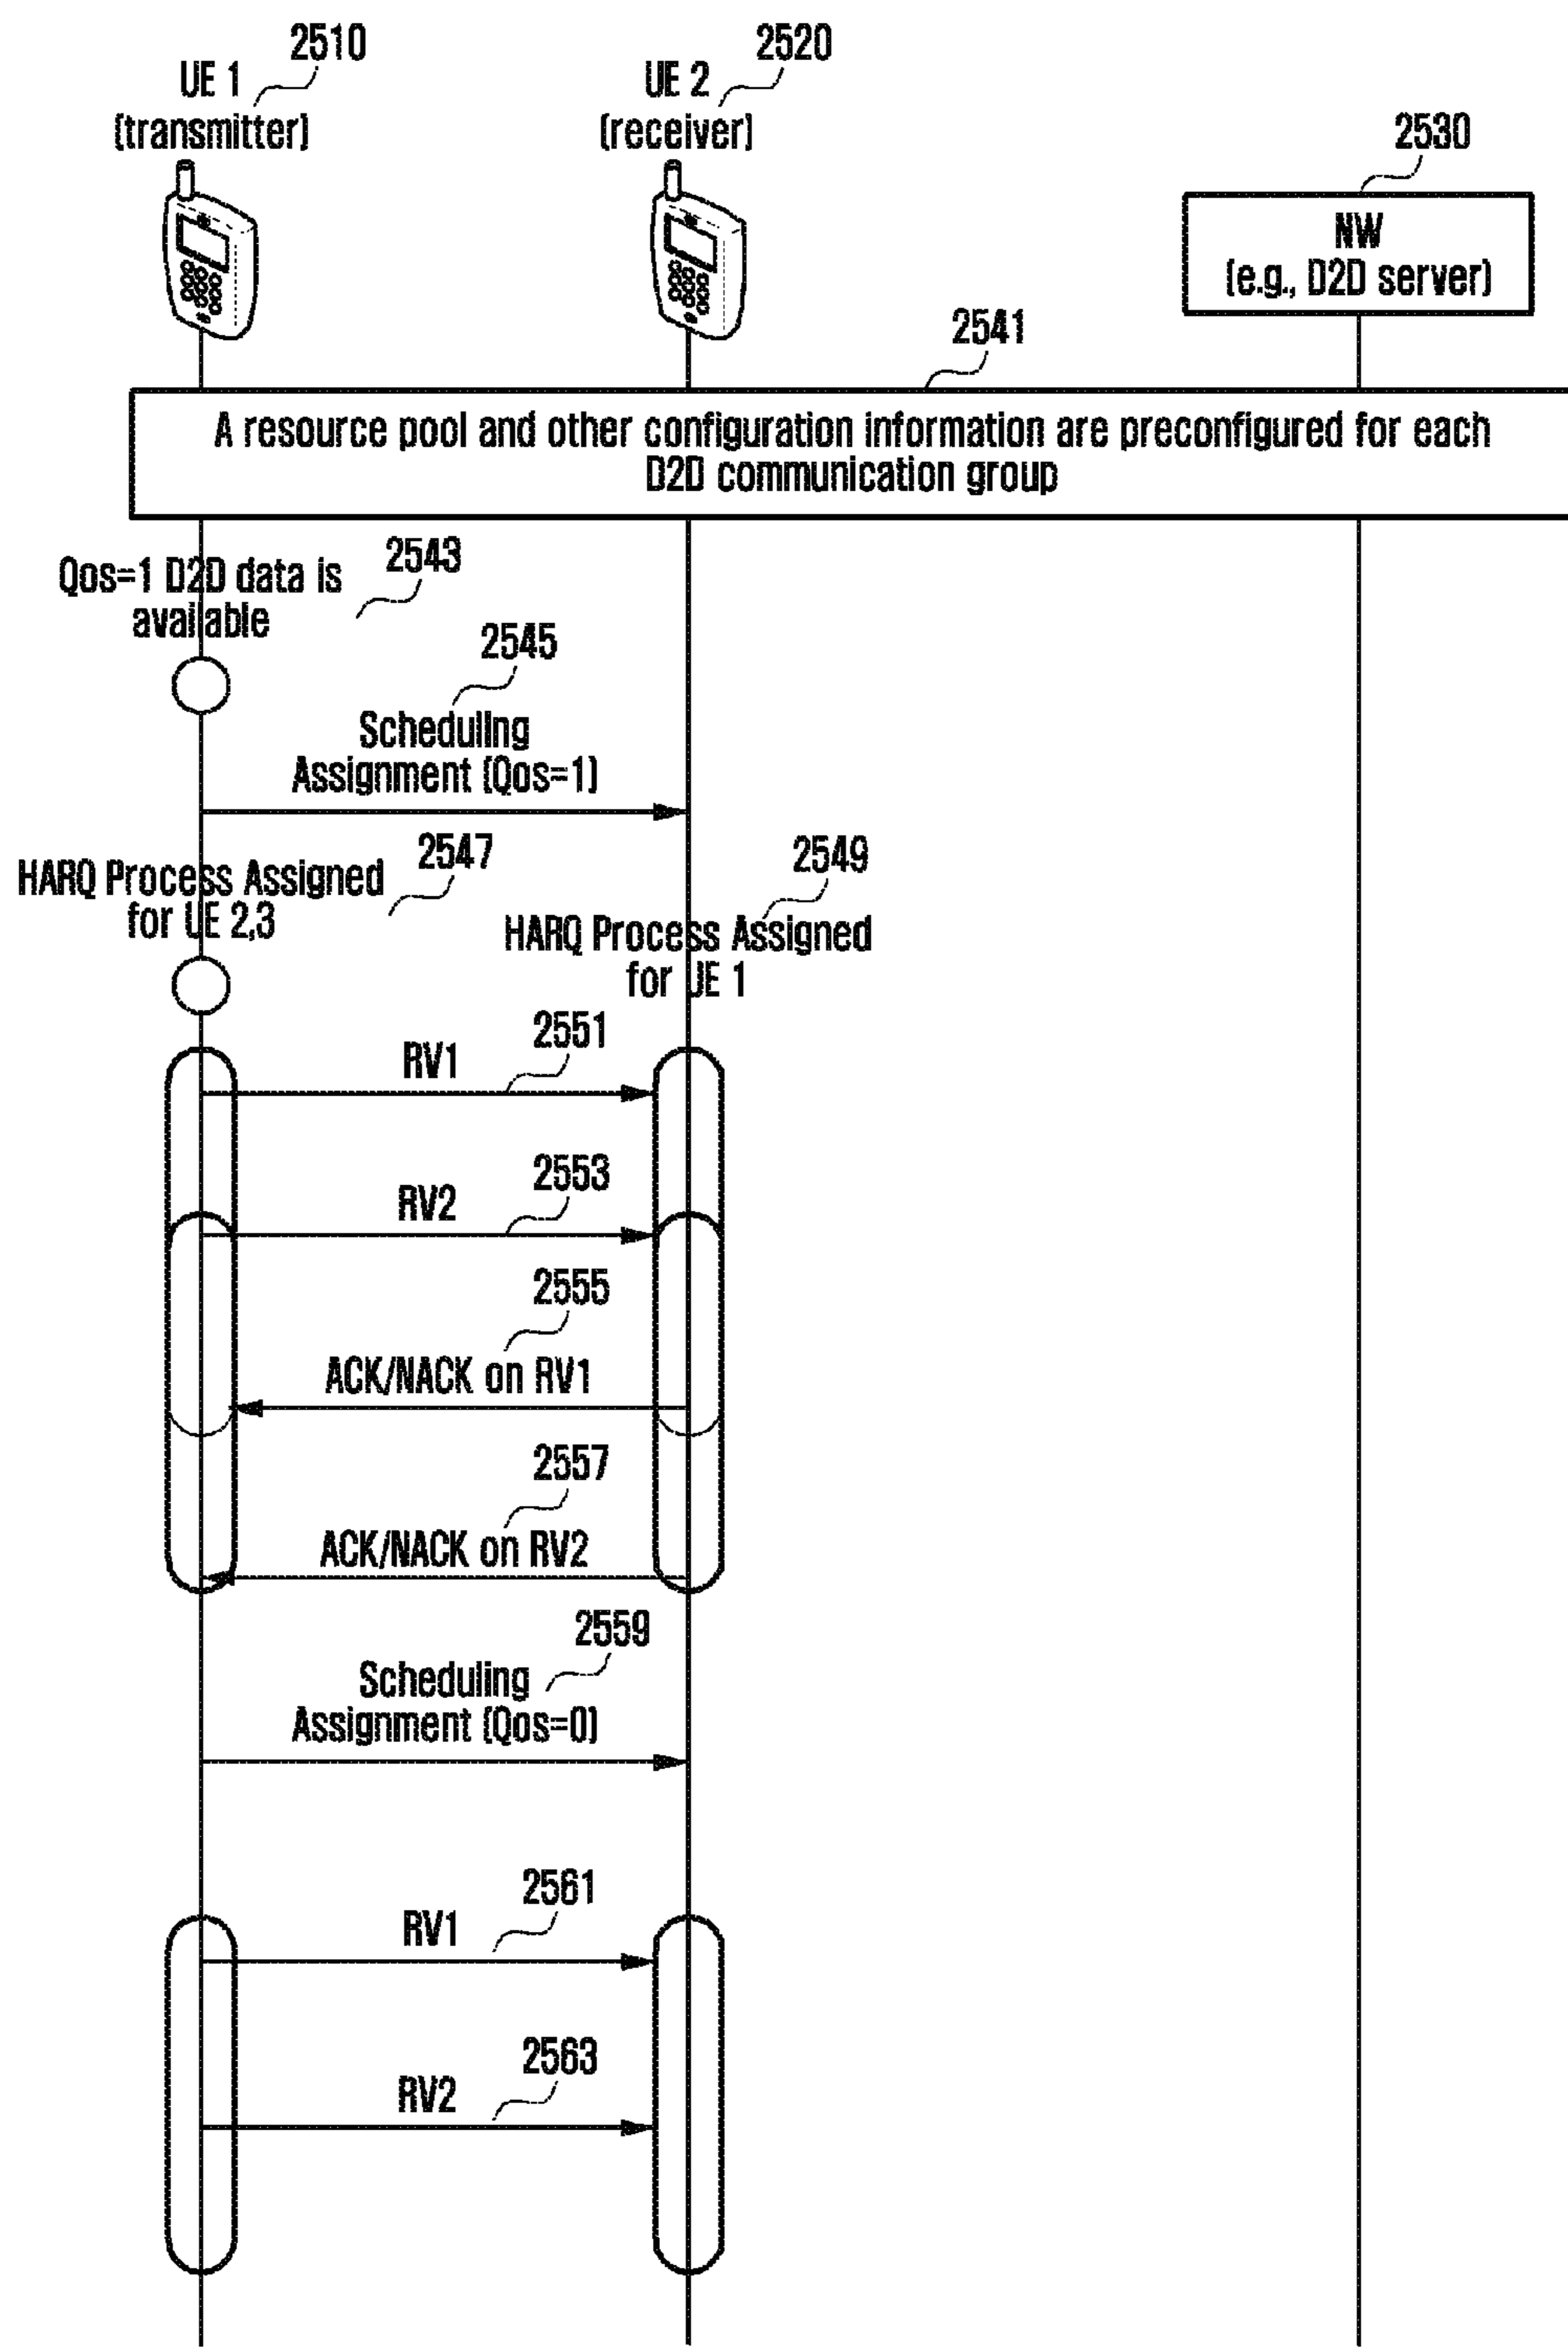 2510
UE 1
(transmitter)
2520
UE 2
(receiver)
2530
NW
(e.g., D2D server)
2541
A resource pool and other configuration information are preconfigured for each
D2D communication group
2543
Qos=1 D2D data is
available
2545
Scheduling
Assignment (Qos=1)
2547
HARQ Process Assigned
for UE 2,3
2549
HARQ Process Assigned
for UE 1
2551
RV1
2553
RV2
2555
ACK/NACK on RV1
2557
ACK/NACK on RV2
2559
Scheduling
Assignment (Qos=0)
2561
RV1
2563
RV2